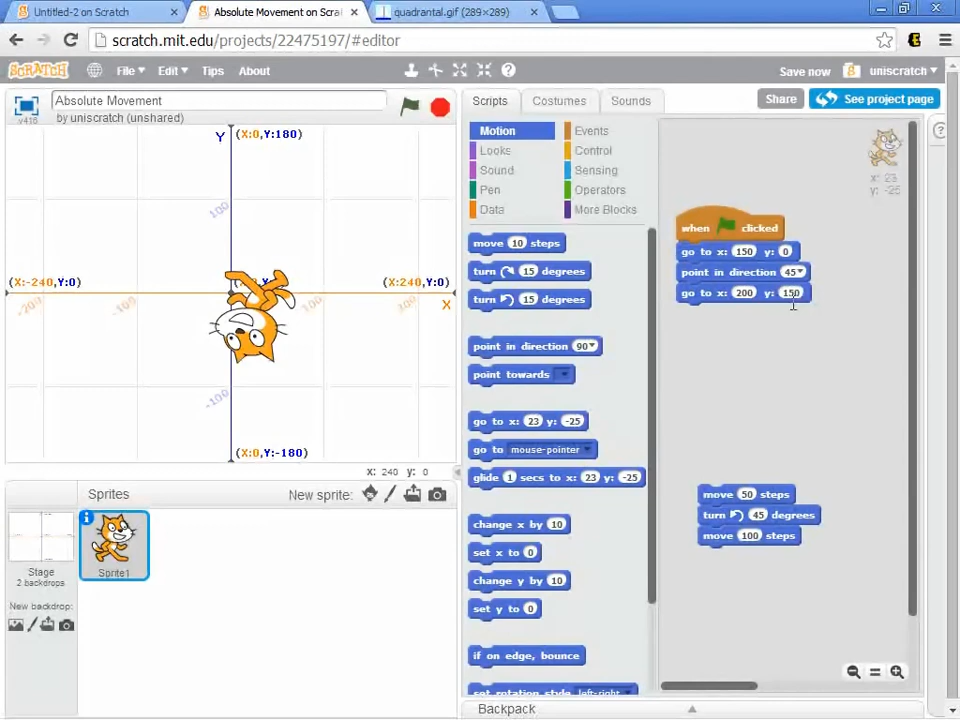 Untitled-2 on Scratch
Absolute Movement on Scra
quadrantal.gif (289×289)
scratch.mit.edu/projects/22475197/#editor
SCRATCH
File
Edit
Tips
About
Save now
uniscratch
v416
Absolute Movement
by uniscratch (unshared)
Scripts
Costumes
Sounds
Share
See project page
Y
(X:0,Y:180)
100
(X:-240,Y:0)
(X:240,Y:0)
-200
-100
100
X
-100
(X:0,Y:-180)
x: 240 y: 0
Motion
Looks
Sound
Pen
Data
Events
Control
Sensing
Operators
More Blocks
move 10 steps
turn 15 degrees
turn 15 degrees
point in direction 90
point towards
go to x: 23 y: -25
go to mouse-pointer
glide 1 secs to x: 23 y: -25
change x by 10
set x to 0
change y by 10
set y to 0
if on edge, bounce
set rotation style left-right
x: 23
y: -25
when clicked
go to x: 150 y: 0
point in direction 45
go to x: 200 y: 150
move 50 steps
turn 45 degrees
move 100 steps
Sprites
New sprite:
Stage
2 backdrops
New backdrop:
Sprite1
Backpack